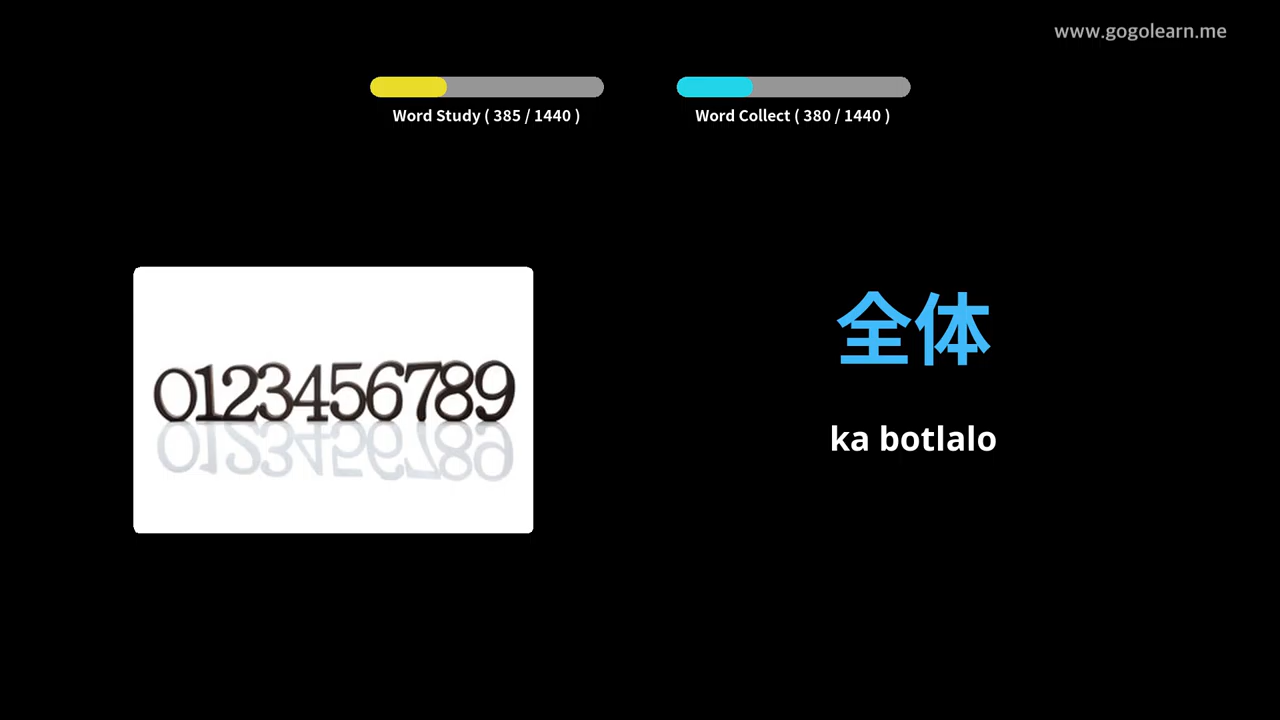 www.gogolearn.me
Word Study ( 385 / 1440 )
Word Collect ( 380 / 1440 )
0123456789
全体
ka botlalo